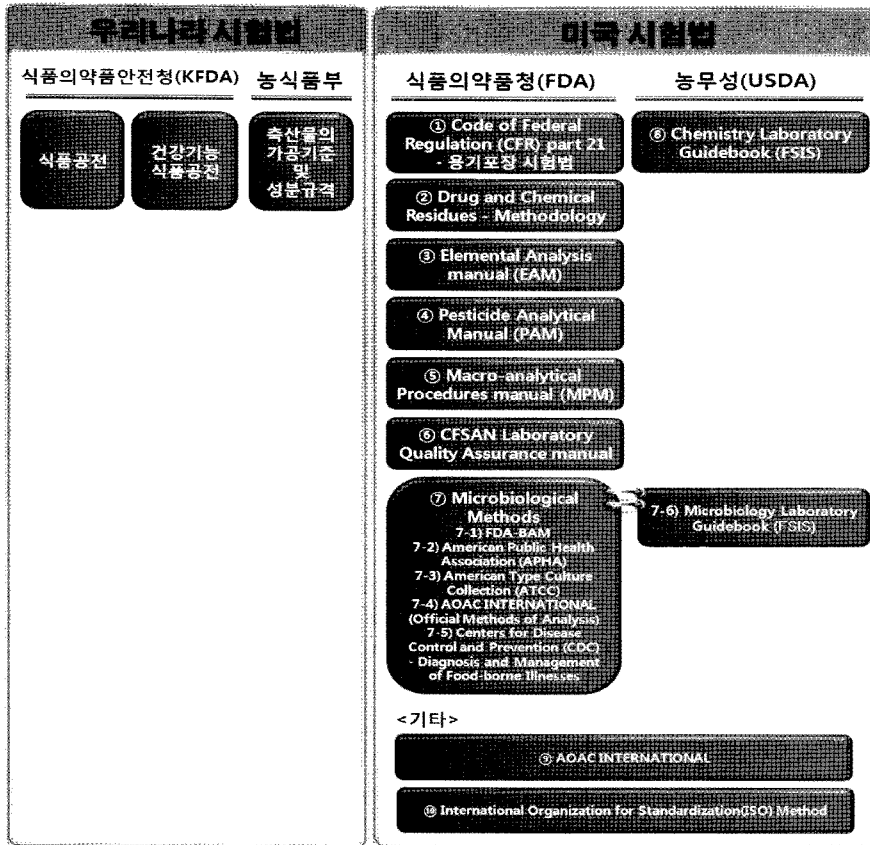 우리나라 시험법
식품의약품안전청(KFDA)
농식품부
식품공전
건강기능
식품공전
축산물의
가공기준
및
성분규격
미국 시험법
식품의약품청(FDA)
농무성(USDA)
① Code of Federal
Regulation (CFR) part 21
- 용기포장 시험법
② Drug and Chemical
Residues - Methodology
③ Elemental Analysis
manual (EAM)
④ Pesticide Analytical
Manual (PAM)
⑤ Macro-analytical
Procedures manual (MPM)
⑥ CFSAN Laboratory
Quality Assurance manual
⑦ Microbiological
Methods
7-1) FDA BAM
7-2) American Public Health
Association (APHA)
7-3) American Type Culture
Collection (ATCC)
7-4) AOAC INTERNATIONAL
(Official Methods of Analysis)
7-5) Centers for Disease
Control and Prevention (CDC)
- Diagnosis and Management
of Food-borne Illnesses
⑧ Chemistry Laboratory
Guidebook (FSIS)
7-6) Microbiology Laboratory
Guidebook (FSIS)
<기타>
⑨ AOAC INTERNATIONAL
⑩ International Organization for Standardization(ISO) Method